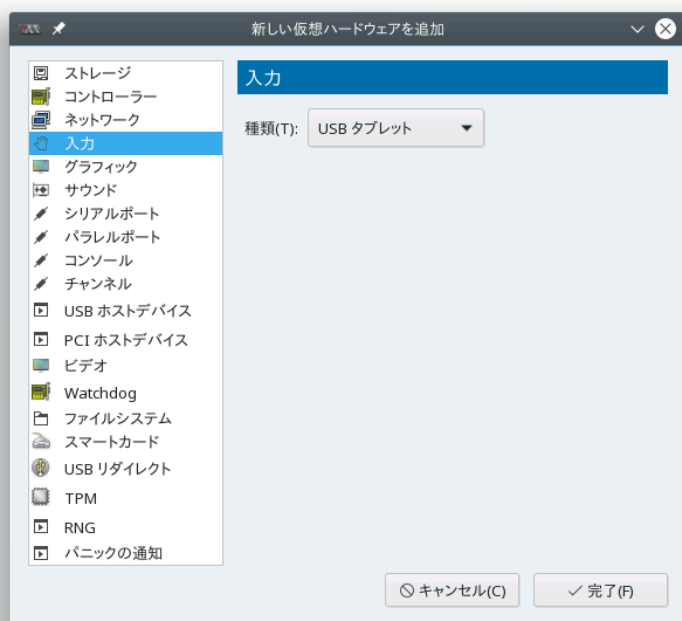 新しい仮想ハードウェアを追加
ストレージ
コントローラー
ネットワーク
入力
グラフィック
サウンド
シリアルポート
パラレルポート
コンソール
チャンネル
USB ホストデバイス
PCI ホストデバイス
ビデオ
Watchdog
ファイルシステム
スマートカード
USB リダイレクト
TPM
RNG
パニックの通知
入力
種類(T): USB タブレット
キャンセル(C) 完了(F)